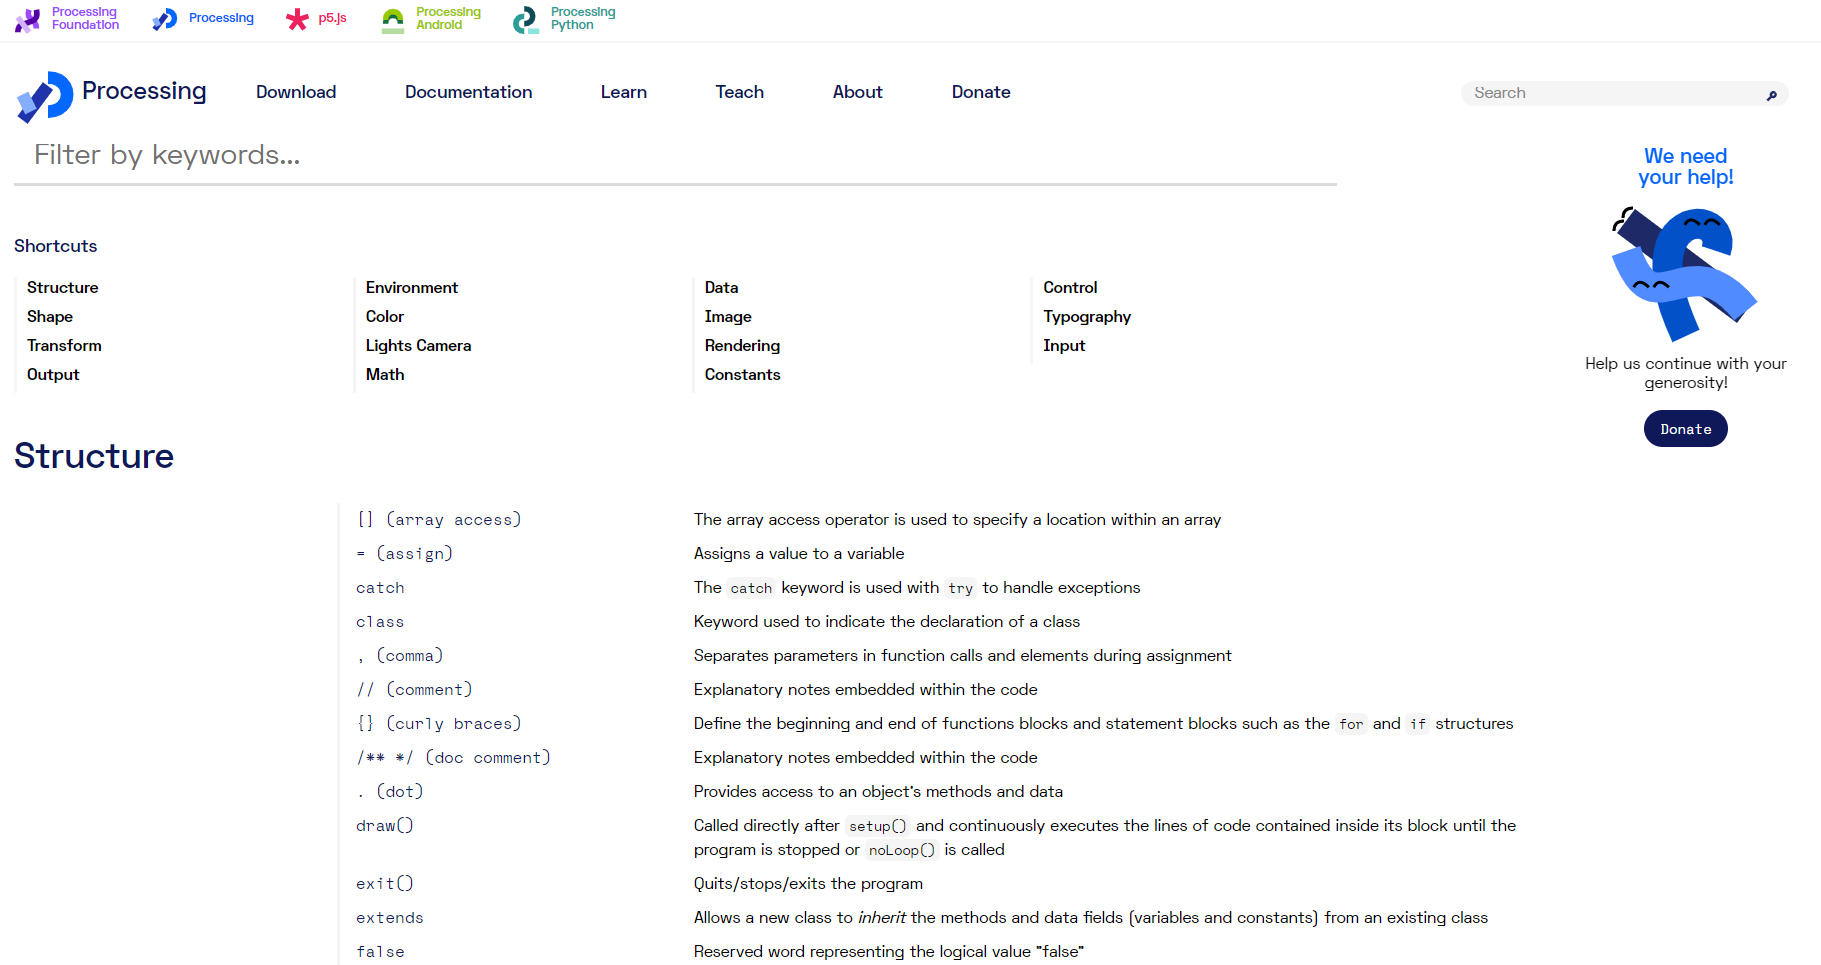 Processing
Foundation
Processing
p5.js
Processing
Android
Processing
Python
Processing
Download
Documentation
Learn
Teach
About
Donate
Search
Filter by keywords...
We need
your help!
Shortcuts
Structure
Shape
Transform
Output
Environment
Color
Lights Camera
Math
Data
Image
Rendering
Constants
Control
Typography
Input
Help us continue with your
generosity!
Donate
Structure
[] (array access) The array access operator is used to specify a location within an array
= (assign) Assigns a value to a variable
catch The catch keyword is used with try to handle exceptions
class Keyword used to indicate the declaration of a class
, (comma) Separates parameters in function calls and elements during assignment
// (comment) Explanatory notes embedded within the code
{} (curly braces) Define the beginning and end of functions blocks and statement blocks such as the for and if structures
/** */ (doc comment) Explanatory notes embedded within the code
. (dot) Provides access to an object's methods and data
draw() Called directly after setup() and continuously executes the lines of code contained inside its block until the
program is stopped or noLoop() is called
exit() Quits/stops/exits the program
extends Allows a new class to inherit the methods and data fields (variables and constants) from an existing class
false Reserved word representing the logical value "false"